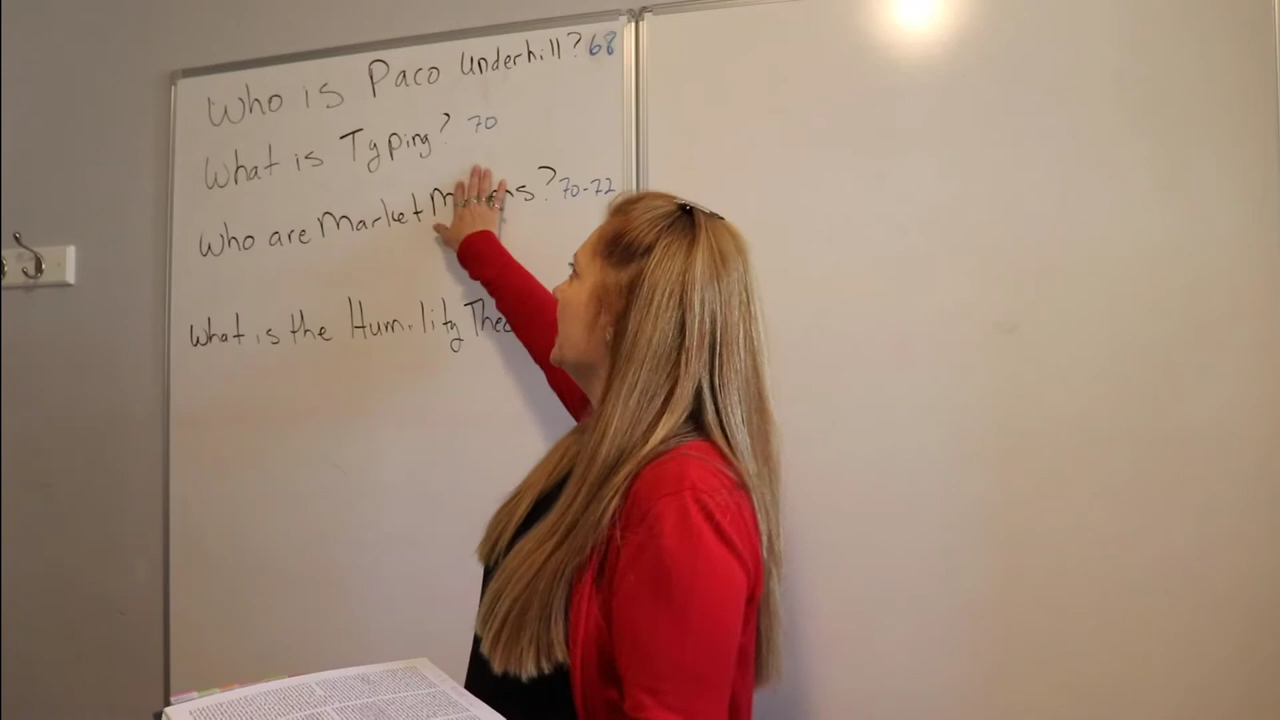 Who is Paco Underhill? 68
What is Typing? 70
Who are Market ? 70-72
What is the Humility